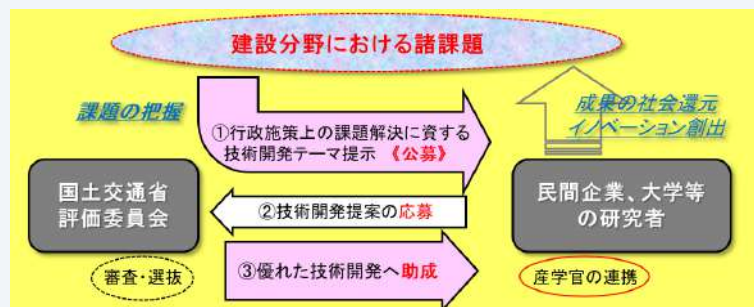 建設分野における諸課題
課題の把握
成果の社会還元
イノベーション創出
①行政施策上の課題解決に資する
技術開発テーマ提示 《公募》
国土交通省
評価委員会
民間企業、大学等
の研究者
②技術開発提案の応募
③優れた技術開発へ助成
審査・選抜
産学官の連携